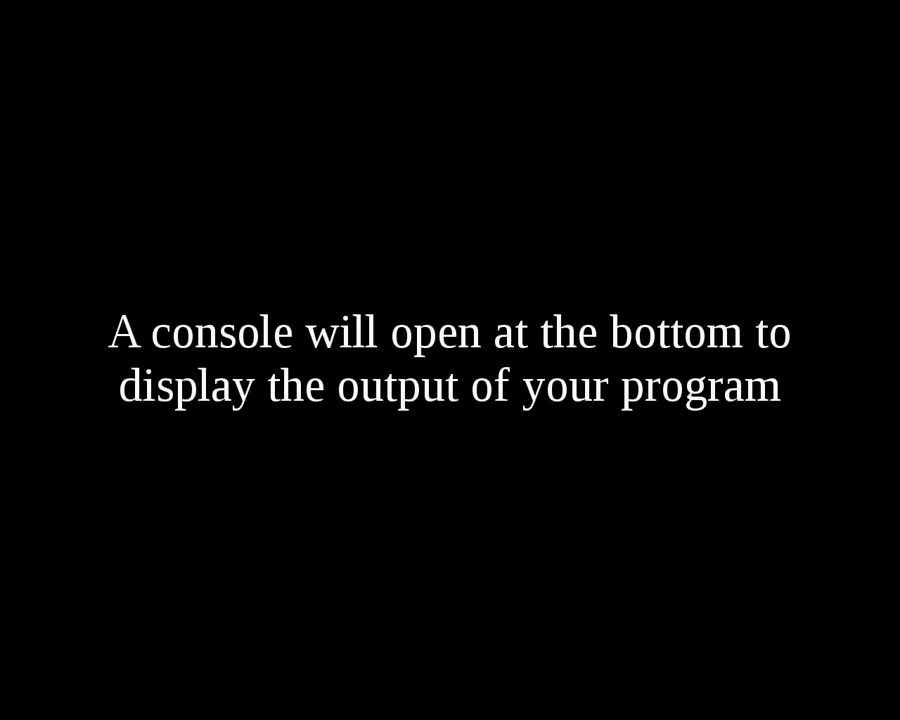 A console will open at the bottom to
display the output of your program